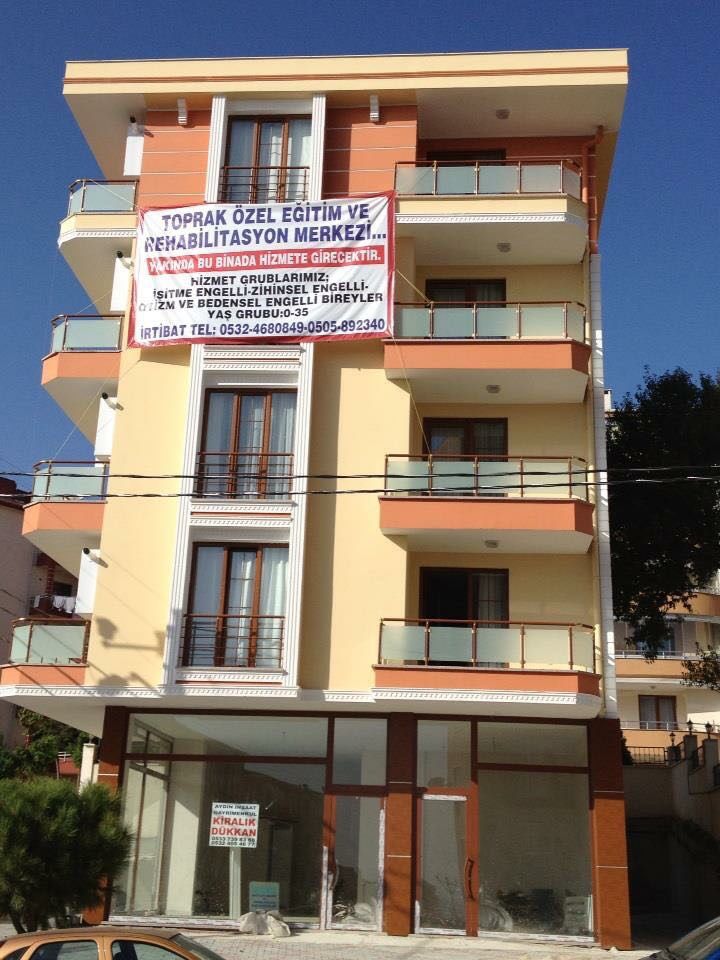 TOPRAK ÖZEL EĞİTİM VE
REHABİLİTASYON MERKEZİ...
YAKINDA BU BİNADA HİZMETE GİRECEKTİR.
HİZMET GRUBLARIMIZ;
İŞİTME ENGELLİ-ZİHİNSEL ENGELLİ-
OTİZM VE BEDENSEL ENGELLİ BİREYLER
YAŞ GRUBU:0-35
İRTİBAT TEL; 0532-4680849-0505-892340
AYDIN İNŞAAT
GAYRİMENKUL
KİRALIK
DÜKKAN